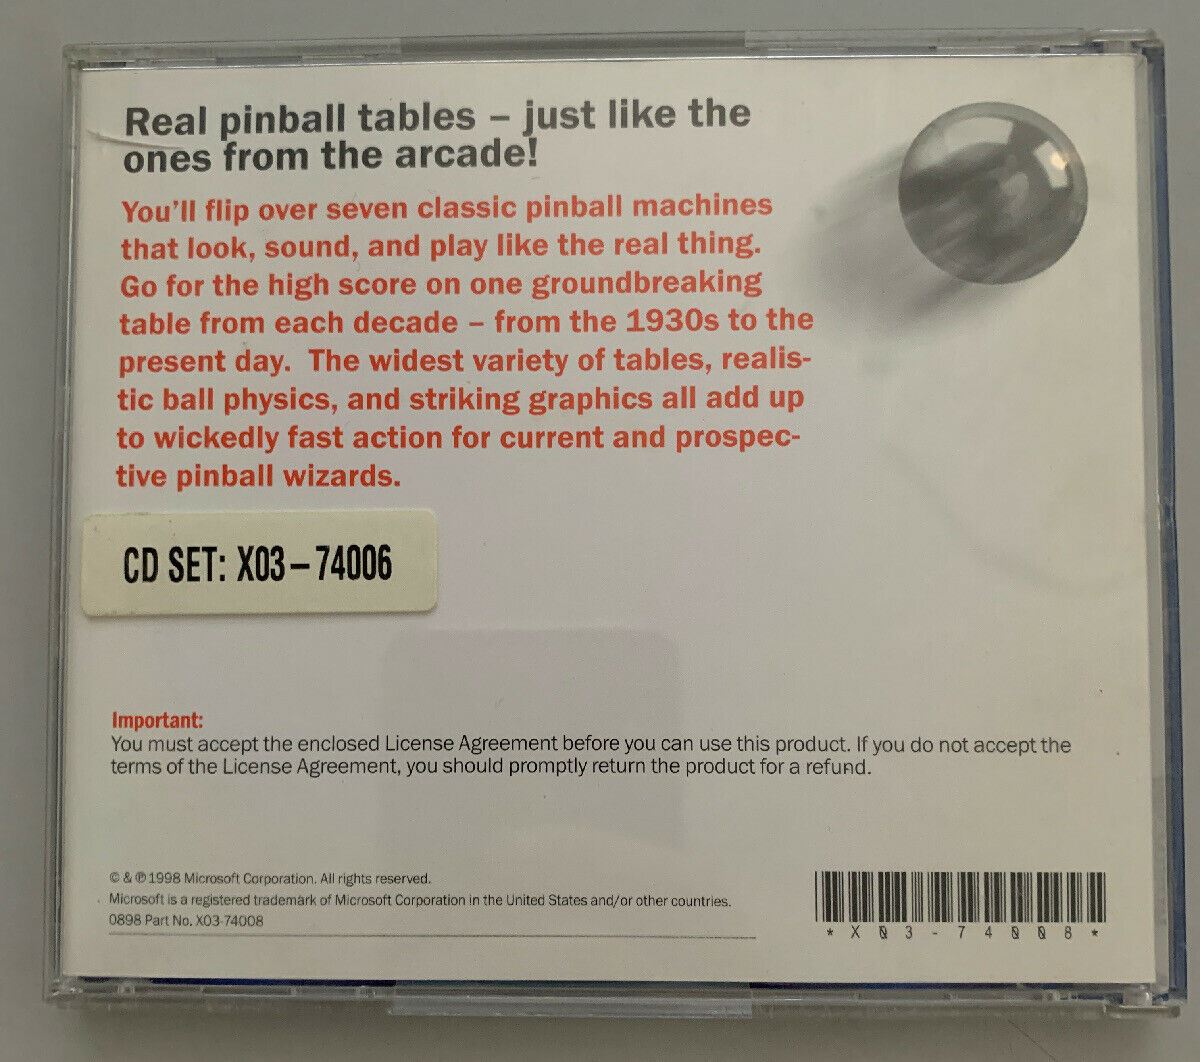 Real pinball tables – just like the
ones from the arcade!
You'll flip over seven classic pinball machines
that look, sound, and play like the real thing.
Go for the high score on one groundbreaking
table from each decade – from the 1930s to the
present day.  The widest variety of tables, realis-
tic ball physics, and striking graphics all add up
to wickedly fast action for current and prospec-
tive pinball wizards.
CD SET: X03–74006
Important:
You must accept the enclosed License Agreement before you can use this product. If you do not accept the
terms of the License Agreement, you should promptly return the product for a refund.
© & ℗ 1998 Microsoft Corporation. All rights reserved.
Microsoft is a registered trademark of Microsoft Corporation in the United States and/or other countries.
0898 Part No. X03-74008
*X03-74008*